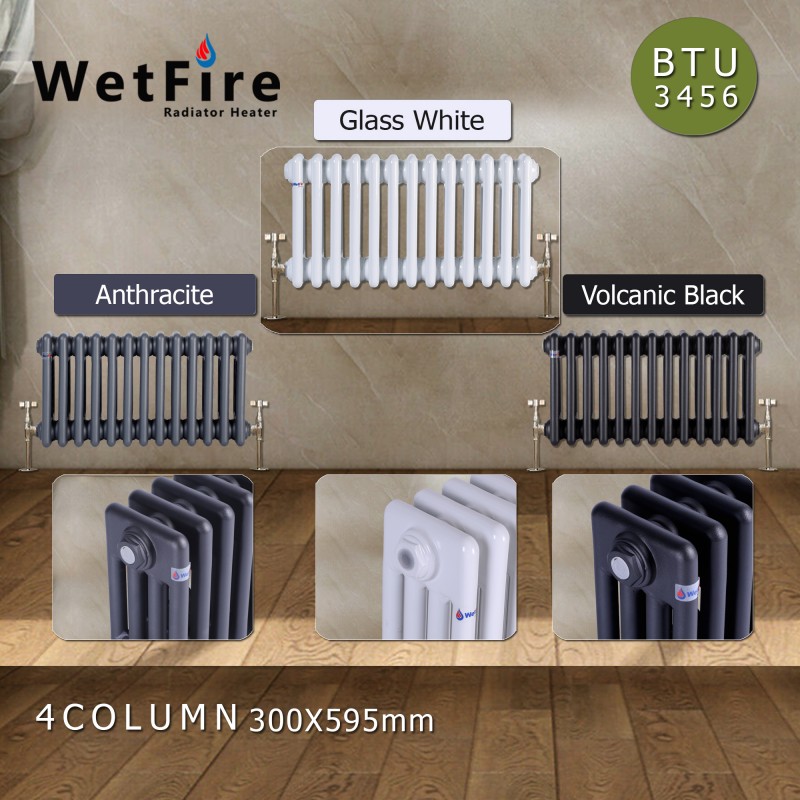 WetFire
Radiator Heater
BTU
3456
Glass White
Anthracite
Volcanic Black
4COLUMN 300X595mm